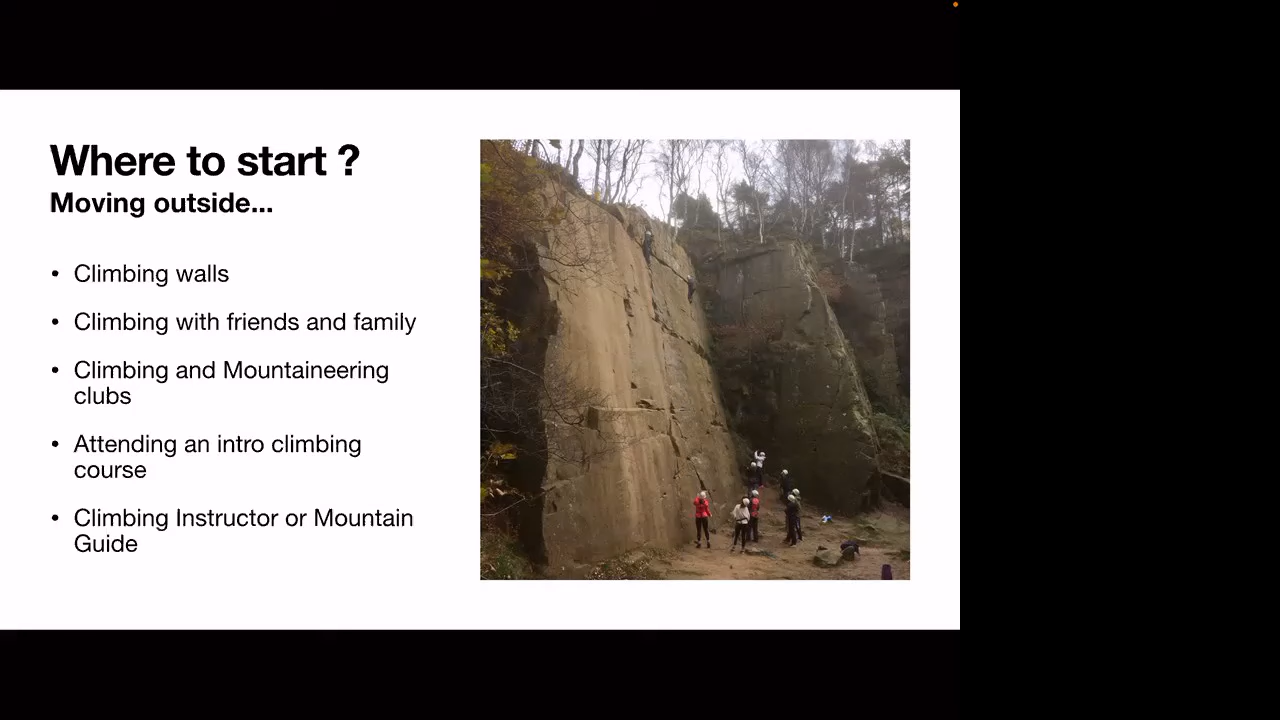 Where to start ?
Moving outside...
• Climbing walls
• Climbing with friends and family
• Climbing and Mountaineering
clubs
• Attending an intro climbing
course
• Climbing Instructor or Mountain
Guide